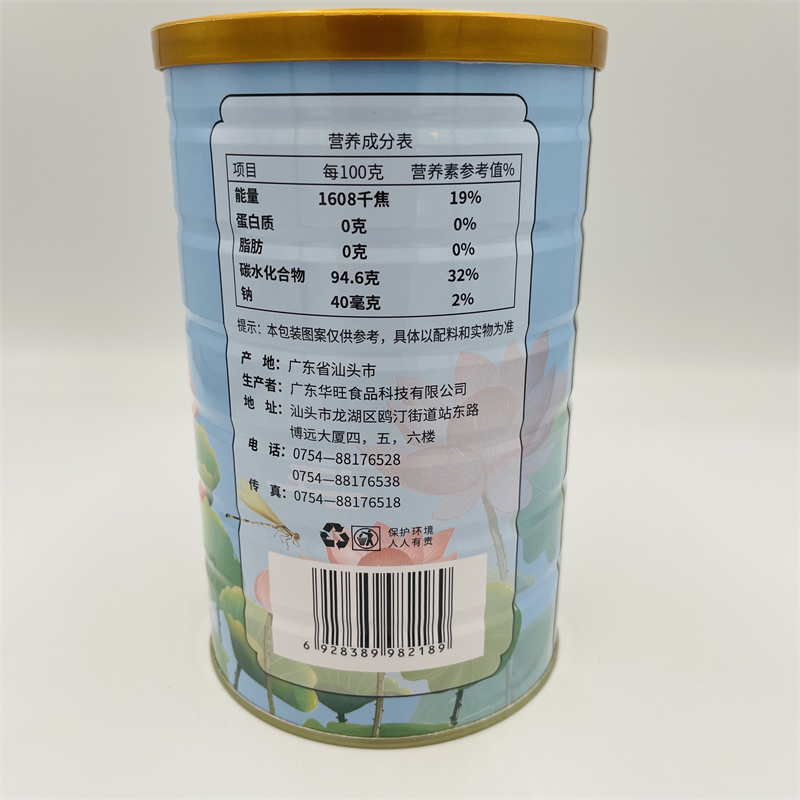 营养成分表
项目 每100克 营养素参考值%
能量 1608千焦 19%
蛋白质 0克 0%
脂肪 0克 0%
碳水化合物 94.6克 32%
钠 40毫克 2%
提示：本包装图案仅供参考，具体以配料和实物为准
产 地：广东省汕头市
生产者：广东华旺食品科技有限公司
地 址：汕头市龙湖区鸥汀街道站东路
博远大厦四，五，六楼
电 话：0754—88176528
0754—88176538
传 真：0754—88176518
保护环境
人人有责
6 928389 982189